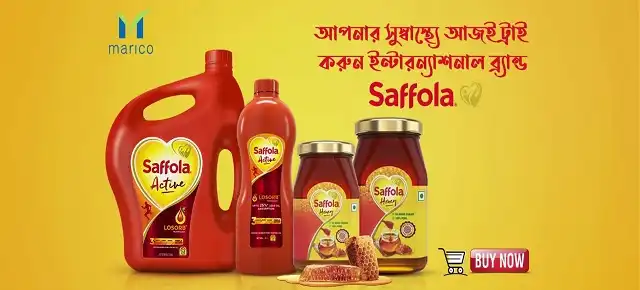 marico
আপনার সুস্বাস্থ্যে আজই ট্রাই
করুন ইন্টারন্যাশনাল ব্র্যান্ড
Saffola
Saffola
Active
LOSORB
Saffola
Active
LOSORB
Saffola
Honey
Saffola
Honey
BUY NOW